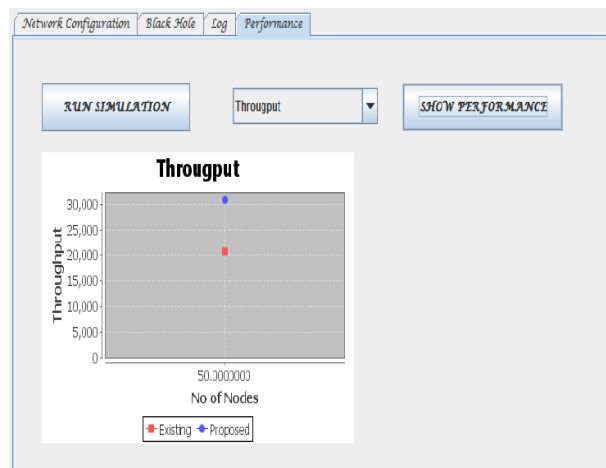 Network Configuration Black Hole Log Performance
RUN SIMULATION Througput SHOW PERFORMANCE
Througput
30,000
25,000
20,000
15,000
10,000
5,000
0
Throughput
50.0000000
No of Nodes
Existing Proposed